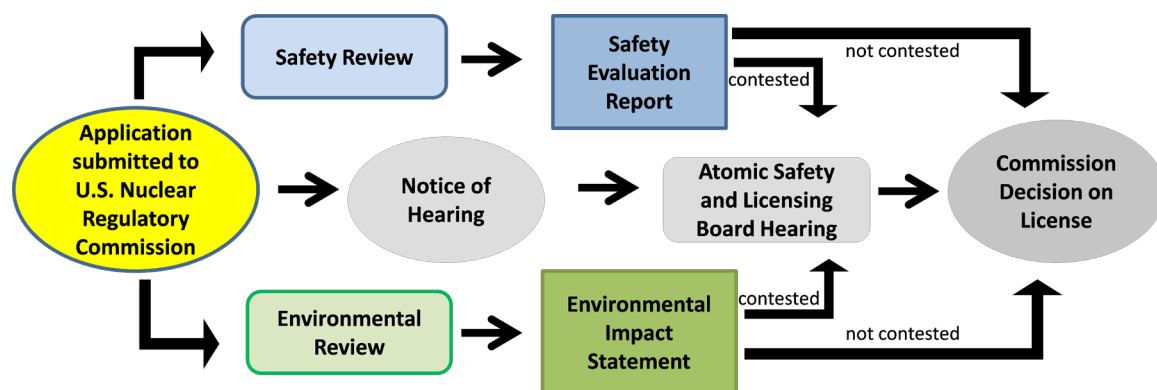 Safety Review
Safety
Evaluation
Report
not contested
contested
Application
submitted to
U.S. Nuclear
Regulatory
Commission
Notice of
Hearing
Atomic Safety
and Licensing
Board Hearing
Commission
Decision on
License
Environmental
Review
Environmental
Impact
Statement
contested
not contested